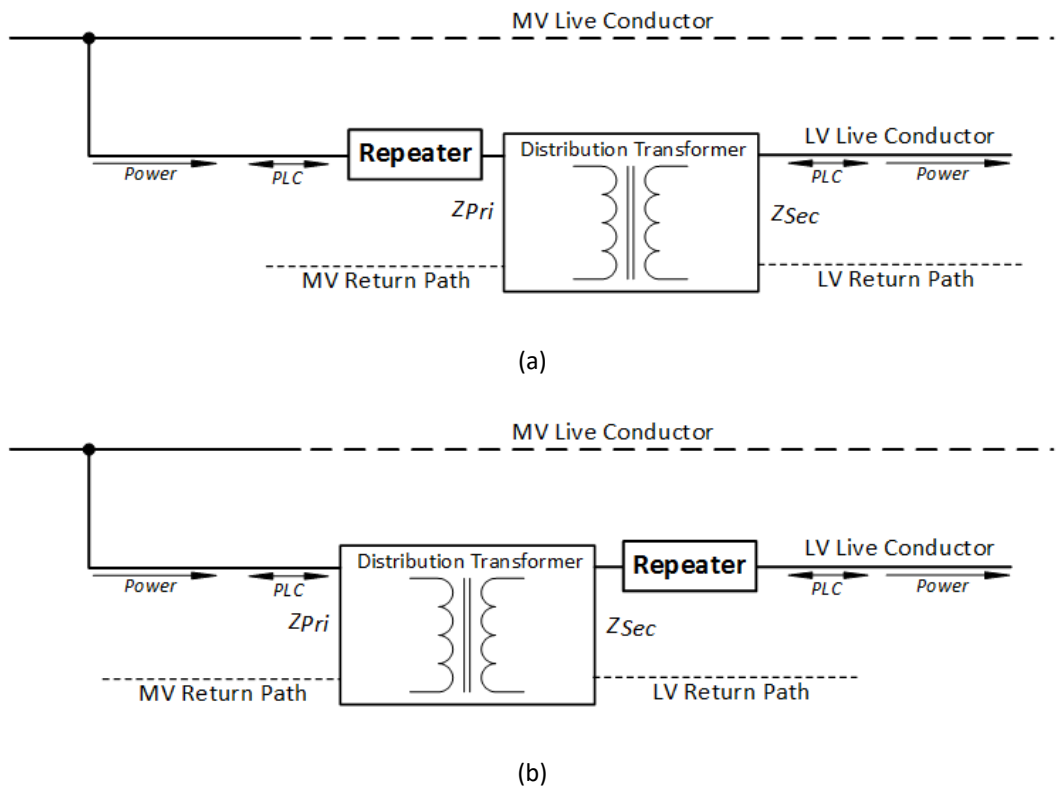 MV Live Conductor
Repeater
Distribution Transformer
LV Live Conductor
Power
PLC
PLC
Power
ZPri
ZSec
MV Return Path
LV Return Path
(a)
MV Live Conductor
Distribution Transformer
Repeater
LV Live Conductor
Power
PLC
PLC
Power
ZPri
ZSec
MV Return Path
LV Return Path
(b)